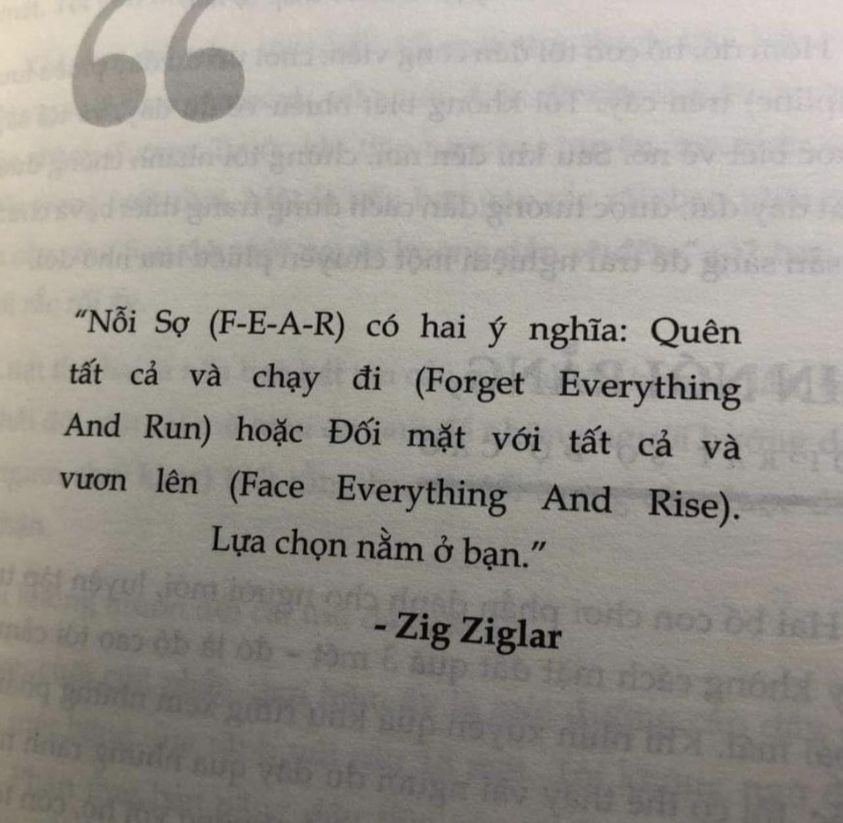 “Nỗi Sợ (F-E-A-R) có hai ý nghĩa: Quên
tất cả và chạy đi (Forget Everything
And Run) hoặc Đối mặt với tất cả và
vươn lên (Face Everything And Rise).
Lựa chọn nằm ở bạn.”
- Zig Ziglar